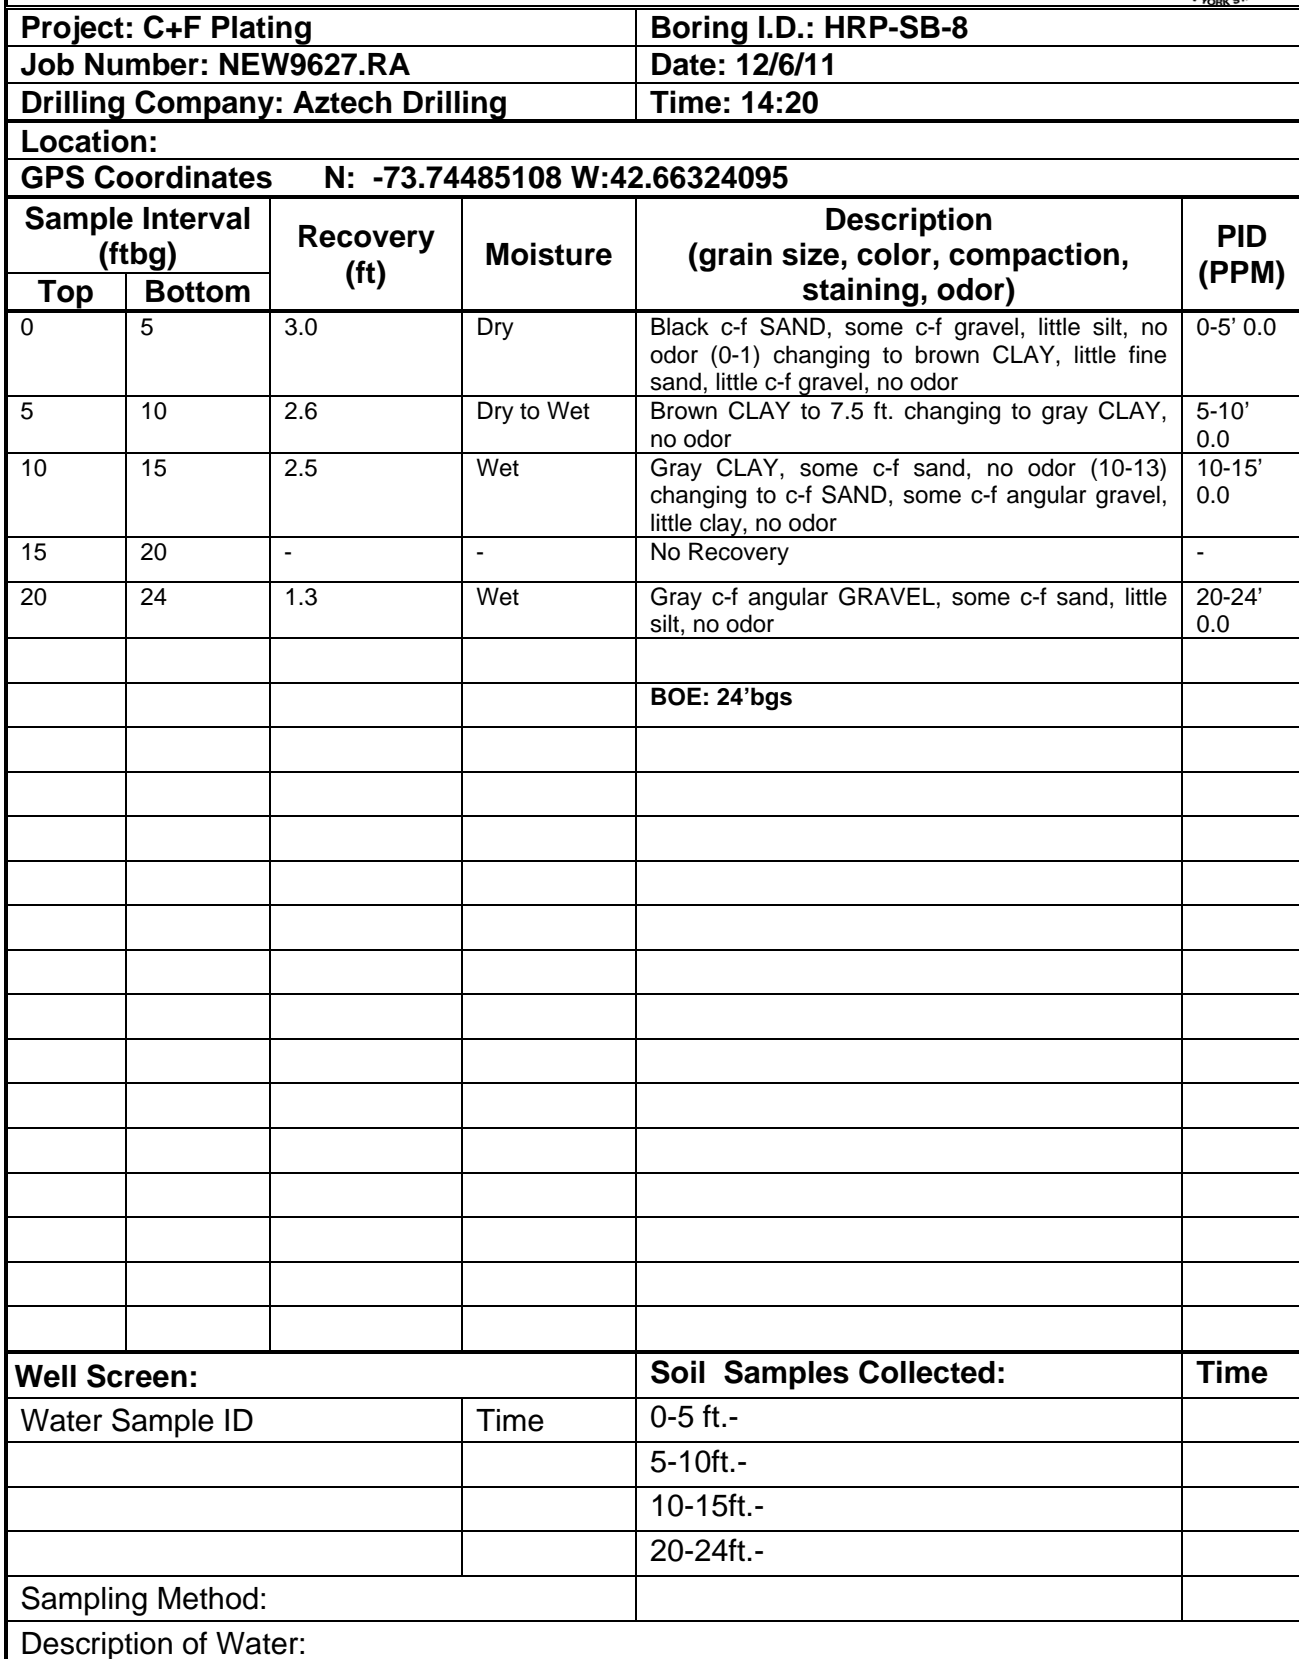 YORK
Project: C+F Plating Boring I.D.: HRP-SB-8
Job Number: NEW9627.RA Date: 12/6/11
Drilling Company: Aztech Drilling Time: 14:20
Location:
GPS Coordinates N: -73.74485108 W:42.66324095
Sample Interval
(ftbg)
Top Bottom
Recovery
(ft)
Moisture
Description
(grain size, color, compaction,
staining, odor)
PID
(PPM)
0 5 3.0 Dry Black c-f SAND, some c-f gravel, little silt, no 0-5’ 0.0
odor (0-1) changing to brown CLAY, little fine
sand, little c-f gravel, no odor
5 10 2.6 Dry to Wet Brown CLAY to 7.5 ft. changing to gray CLAY, 5-10’
no odor 0.0
10 15 2.5 Wet Gray CLAY, some c-f sand, no odor (10-13) 10-15’
changing to c-f SAND, some c-f angular gravel, 0.0
little clay, no odor
15 20 - - No Recovery -
20 24 1.3 Wet Gray c-f angular GRAVEL, some c-f sand, little 20-24’
silt, no odor 0.0
BOE: 24’bgs
Well Screen: Soil Samples Collected: Time
Water Sample ID Time 0-5 ft.-
5-10ft.-
10-15ft.-
20-24ft.-
Sampling Method:
Description of Water: